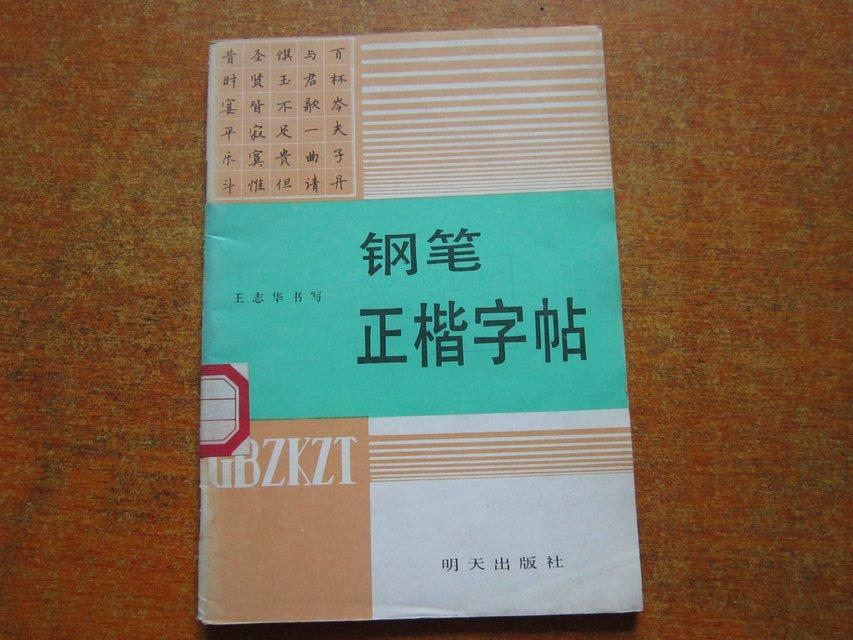 百杯岑夫子丹
与君歌一曲请
馔玉不足贵但
圣贤皆寂寞惟
昔时宴平乐斗
钢笔
王志华书写
正楷字帖
GBZKZT
明天出版社